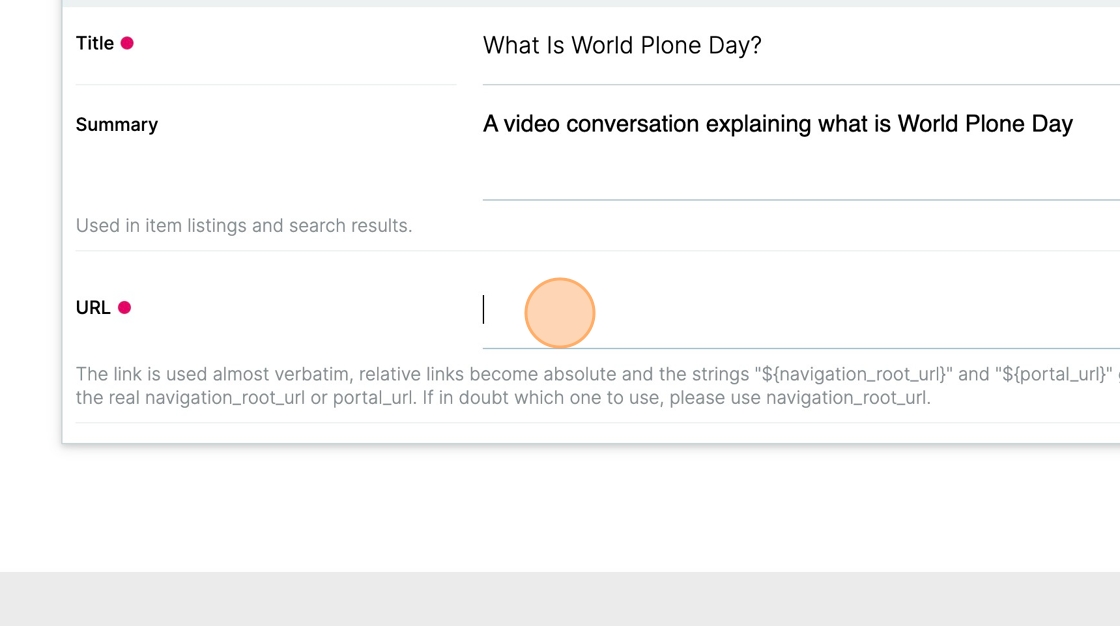 Title
What Is World Plone Day?
Summary
A video conversation explaining what is World Plone Day
Used in item listings and search results.
URL
The link is used almost verbatim, relative links become absolute and the strings "${navigation_root_url}" and "${portal_url}"
the real navigation_root_url or portal_url. If in doubt which one to use, please use navigation_root_url.